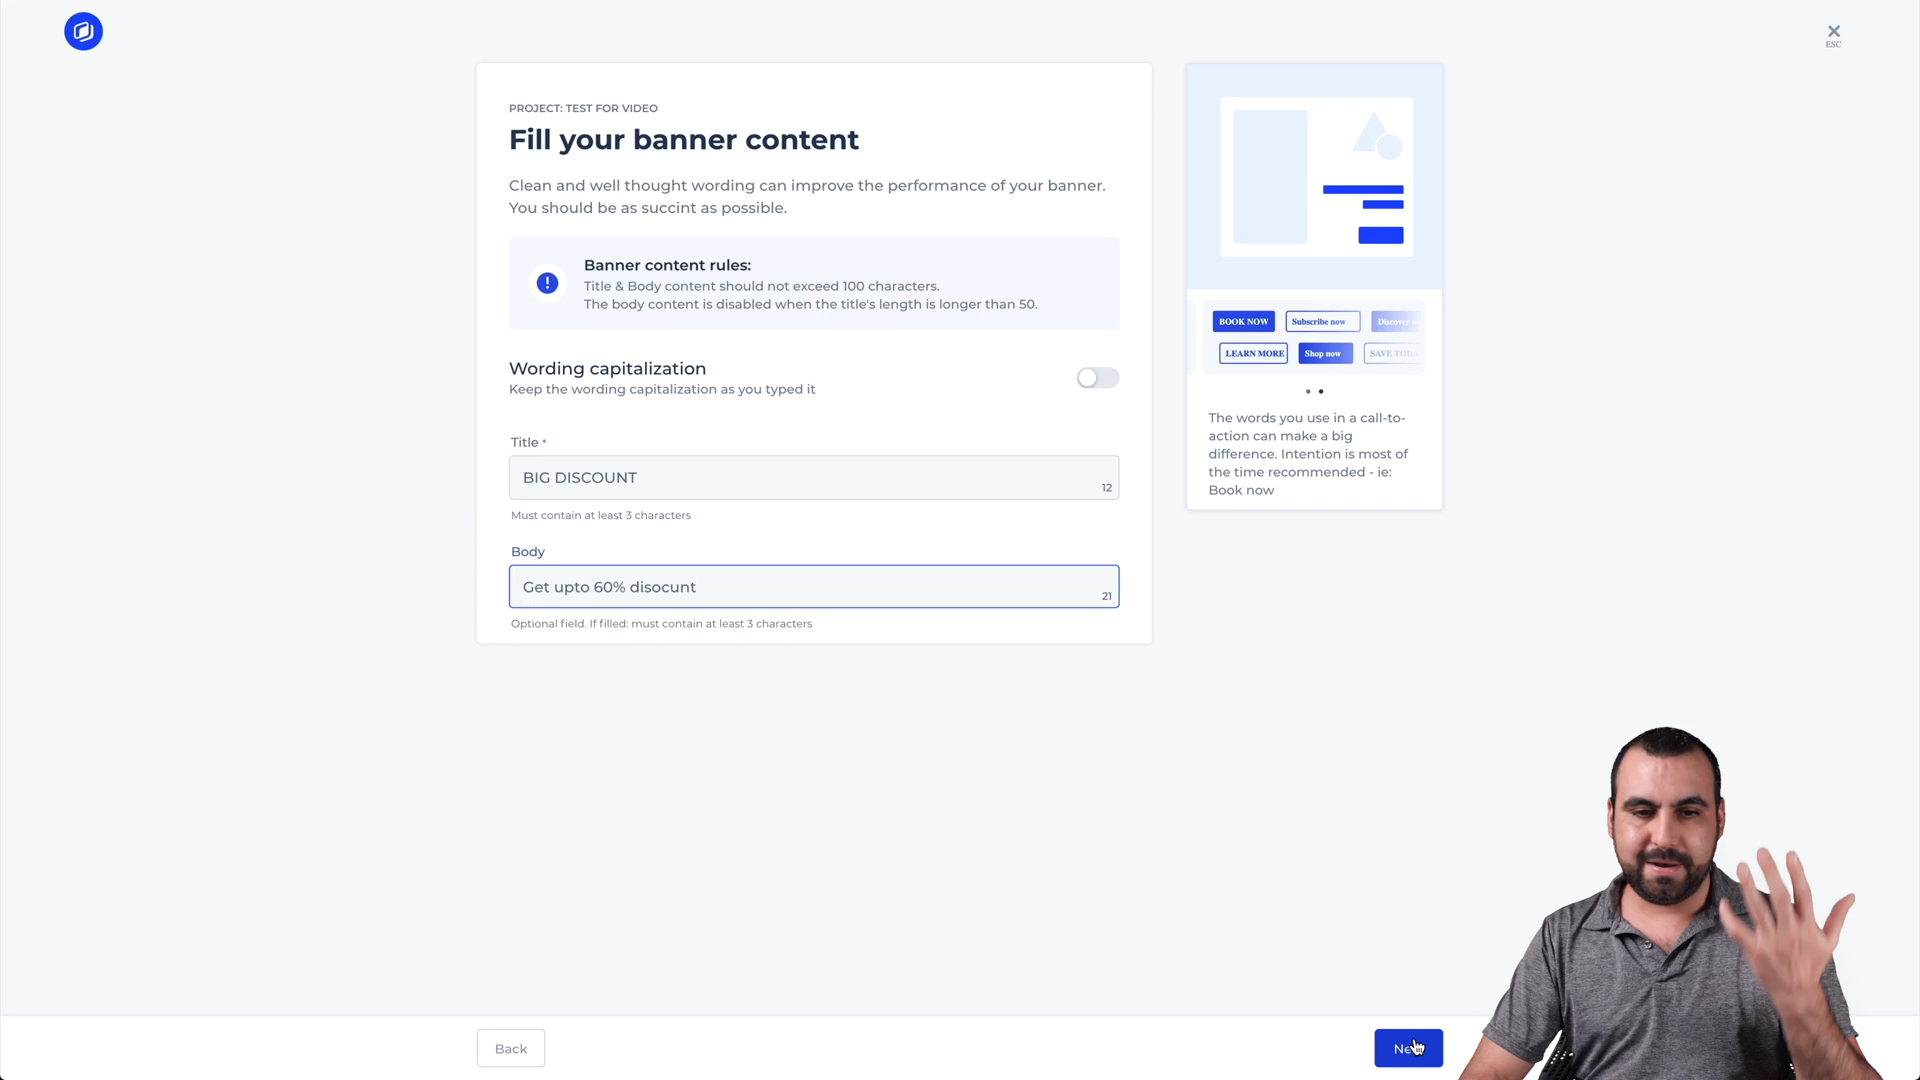 ESC
PROJECT: TEST FOR VIDEO
Fill your banner content
Clean and well thought wording can improve the performance of your banner.
You should be as succint as possible.
Banner content rules:
Title & Body content should not exceed 100 characters.
The body content is disabled when the title's length is longer than 50.
Wording capitalization
Keep the wording capitalization as you typed it
Title *
BIG DISCOUNT
12
Must contain at least 3 characters
Body
Get upto 60% disocunt
21
Optional field. If filled: must contain at least 3 characters
BOOK NOW Subscribe now Discover
LEARN MORE Shop now SAVE
The words you use in a call-to-
action can make a big
difference. Intention is most of
the time recommended - ie:
Book now
Back